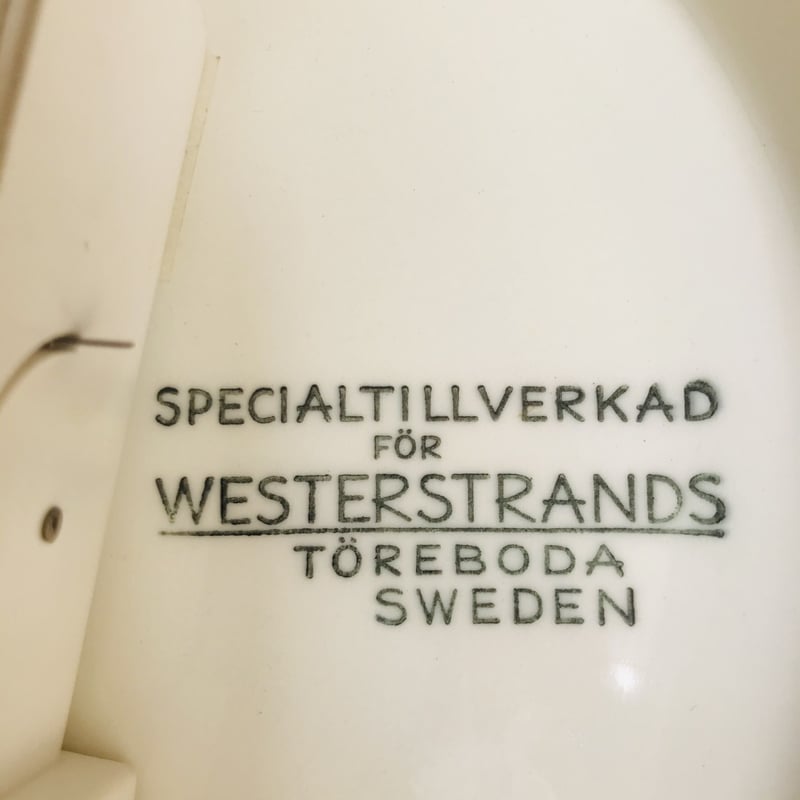 SPECIALTILLVERKAD
FÖR
WESTERSTRANDS
TÖREBODA
SWEDEN